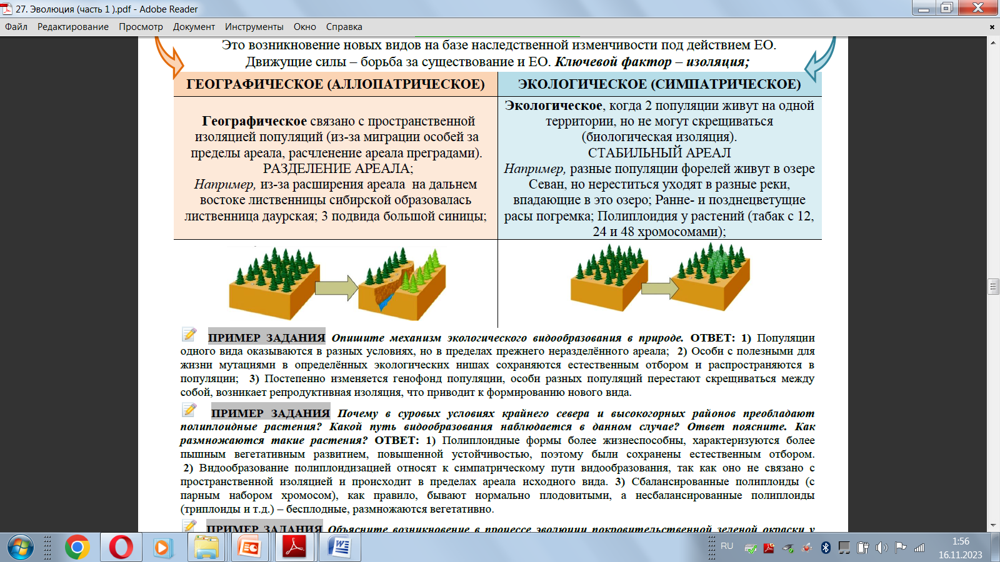 27. Эволюция (часть 1 ).pdf - Adobe Reader
Файл Редактирование Просмотр Документ Инструменты Окно Справка
Это возникновение новых видов на базе наследственной изменчивости под действием ЕО.
Движущие силы – борьба за существование и ЕО. Ключевой фактор – изоляция;
ГЕОГРАФИЧЕСКОЕ (АЛЛОПАТРИЧЕСКОЕ)
Географическое связано с пространственной
изоляцией популяций (из-за миграции особей за
пределы ареала, расчленение ареала преградами).
РАЗДЕЛЕНИЕ АРЕАЛА;
Например, из-за расширения ареала на дальнем
востоке лиственницы сибирской образовалась
лиственница даурская; 3 подвида большой синицы;
ЭКОЛОГИЧЕСКОЕ (СИМПАТРИЧЕСКОЕ)
Экологическое, когда 2 популяции живут на одной
территории, но не могут скрещиваться
(биологическая изоляция).
СТАБИЛЬНЫЙ АРЕАЛ
Например, разные популяции форелей живут в озере
Севан, но нереститься уходят в разные реки,
впадающие в это озеро; Ранне- и позднецветущие
расы погремка; Полиплоидия у растений (табак с 12,
24 и 48 хромосомами);
ПРИМЕР ЗАДАНИЯ Опишите механизм экологического видообразования в природе. ОТВЕТ: 1) Популяции
одного вида оказываются в разных условиях, но в пределах прежнего неразделённого ареала; 2) Особи с полезными для
жизни мутациями в определённых экологических нишах сохраняются естественным отбором и распространяются в
популяции; 3) Постепенно изменяется генофонд популяции, особи разных популяций перестают скрещиваться между
собой, возникает репродуктивная изоляция, что приводит к формированию нового вида.
ПРИМЕР ЗАДАНИЯ Почему в суровых условиях крайнего севера и высокогорных районов преобладают
полиплоидные растения? Какой путь видообразования наблюдается в данном случае? Ответ поясните. Как
размножаются такие растения? ОТВЕТ: 1) Полиплоидные формы более жизнеспособны, характеризуются более
пышным вегетативным развитием, повышенной устойчивостью, поэтому были сохранены естественным отбором.
2) Видообразование полиплоидизацией относят к симпатрическому пути видообразования, так как оно не связано с
пространственной изоляцией и происходит в пределах ареала исходного вида. 3) Сбалансированные полиплоиды (с
парным набором хромосом), как правило, бывают нормально плодовитыми, а несбалансированные полиплоиды
(триплоиды и т.д.) – бесплодные, размножаются вегетативно.
ПРИМЕР ЗАДАНИЯ Объясните возникновение в процессе эволюции покровительственной зеленой окраски у
RU
1:56
16.11.2023